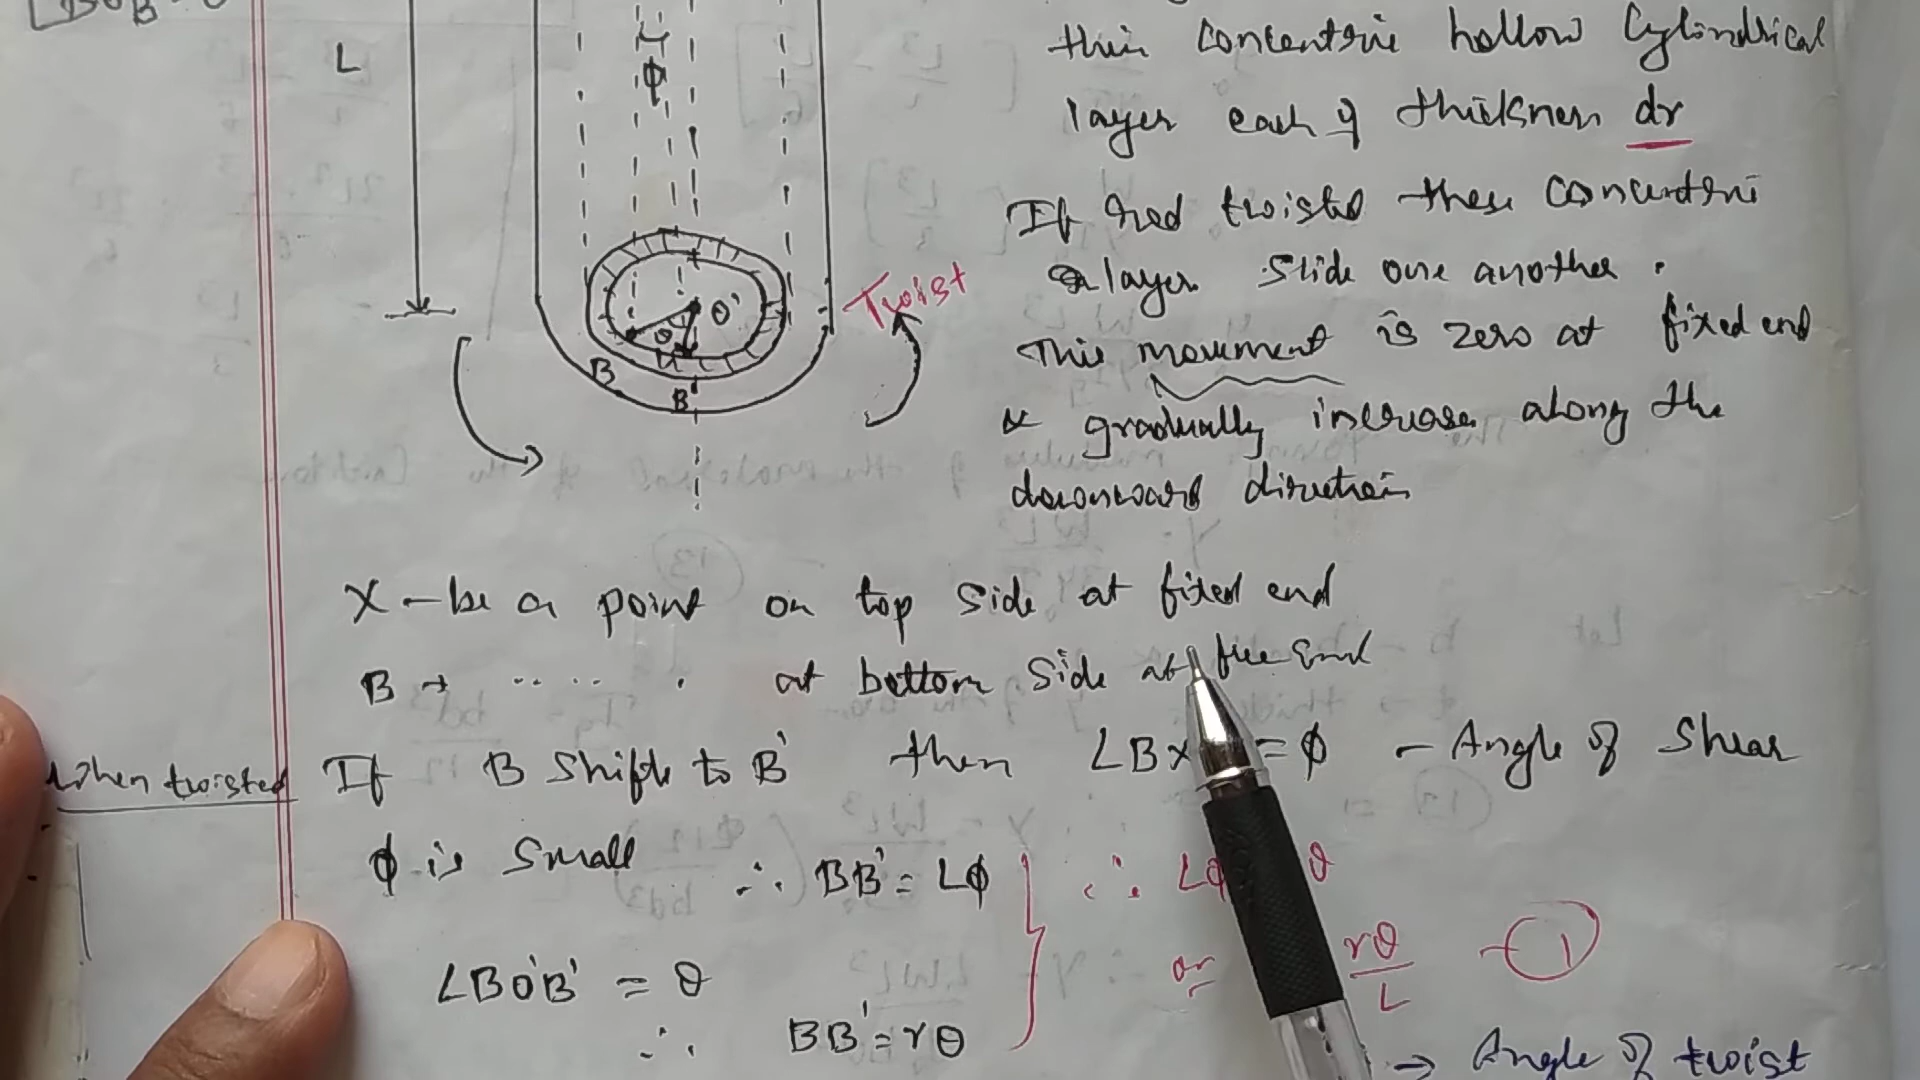 L
ϕ
θ'
θ
B
B'
Twist
thin concentric hollow cylindrical
layer each of thickness dr
If rod twisted these concentric
layer slide one another.
This movement is zero at fixed end
& gradually increase along the
downward direction
X - be a point on top side at fixed end
B → ..... at bottom side at free end
when twisted
If B shifts to B' then ∠BX = ϕ - Angle of Shear
ϕ is small ∴ BB' = Lϕ ∴ Lϕ θ
∠BO'B' = θ or rθ/L - 1
∴ BB' = rθ
→ Angle of twist